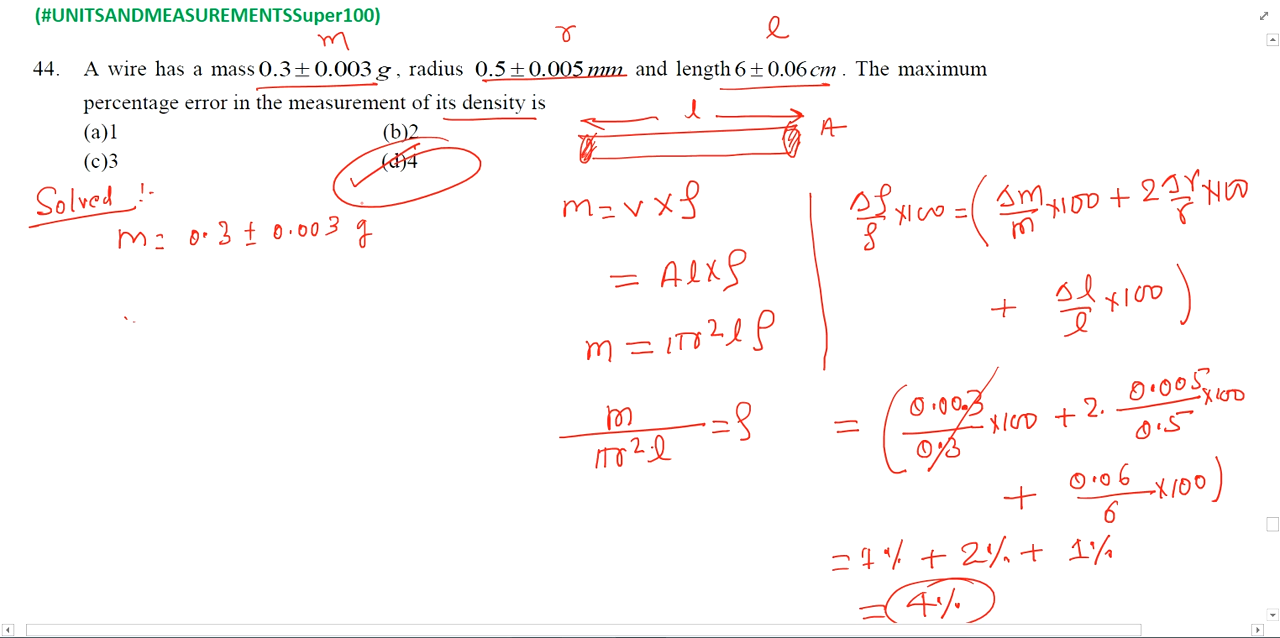 (#UNITSANDMEASUREMENTSSuper100)
m r l
44. A wire has a mass 0.3 ± 0.003 g, radius 0.5 ± 0.005 mm and length 6 ± 0.06 cm. The maximum
percentage error in the measurement of its density is
(a)1 (b)2
(c)3 (d)4
l
A
Solved :-
m = 0.3 ± 0.003 g
m = v × ρ
= A l × ρ
m = πr² l ρ
m/πr² l = ρ
Δρ/ρ ×100 = (Δm/m ×100 + 2 Δr/r ×100
+ Δl/l ×100)
= (0.003/0.3 ×100 + 2. 0.005/0.5 ×100
+ 0.06/6 ×100)
= 1% + 2% + 1%
= 4%